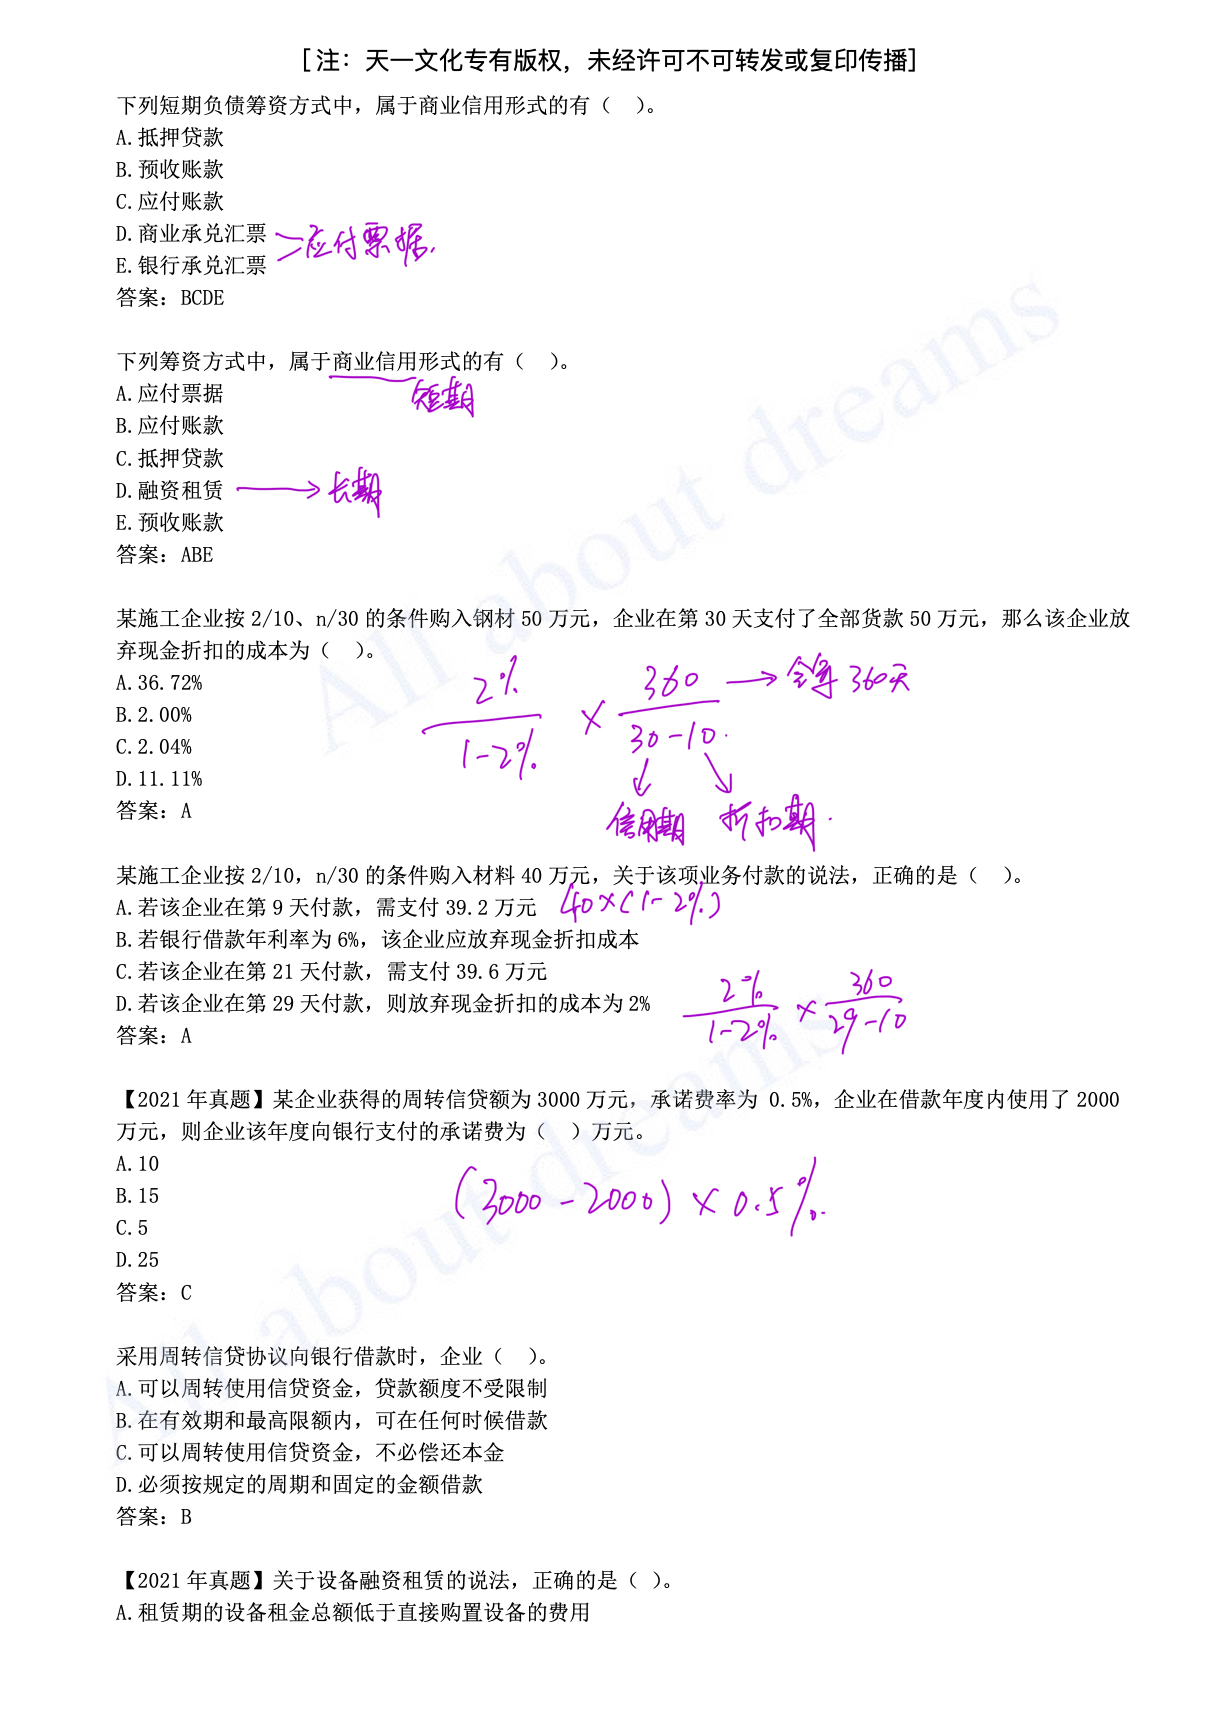 [注：天一文化专有版权，未经许可不可转发或复印传播]
下列短期负债筹资方式中，属于商业信用形式的有（ ）。
A.抵押贷款
B.预收账款
C.应付账款
D.商业承兑汇票
E.银行承兑汇票
应付票据.
答案：BCDE
下列筹资方式中，属于商业信用形式的有（ ）。
短期
A.应付票据
B.应付账款
C.抵押贷款
D.融资租赁 → 长期
E.预收账款
答案：ABE
某施工企业按 2/10、n/30 的条件购入钢材 50 万元，企业在第 30 天支付了全部货款 50 万元，那么该企业放
弃现金折扣的成本为（ ）。
A.36.72%
B.2.00%
C.2.04%
D.11.11%
2% / 1-2% × 360 / 30-10. → 全年 360天
信用期 折扣期.
答案：A
某施工企业按 2/10，n/30 的条件购入材料 40 万元，关于该项业务付款的说法，正确的是（ ）。
A.若该企业在第 9 天付款，需支付 39.2 万元 40×(1-2%)
B.若银行借款年利率为 6%，该企业应放弃现金折扣成本
C.若该企业在第 21 天付款，需支付 39.6 万元
D.若该企业在第 29 天付款，则放弃现金折扣的成本为 2%
2% / 1-2% × 360 / 29-10
答案：A
【2021 年真题】某企业获得的周转信贷额为 3000 万元，承诺费率为 0.5%，企业在借款年度内使用了 2000
万元，则企业该年度向银行支付的承诺费为（ ）万元。
A.10
B.15
(3000-2000)×0.5%.
C.5
D.25
答案：C
采用周转信贷协议向银行借款时，企业（ ）。
A.可以周转使用信贷资金，贷款额度不受限制
B.在有效期和最高限额内，可在任何时候借款
C.可以周转使用信贷资金，不必偿还本金
D.必须按规定的周期和固定的金额借款
答案：B
【2021 年真题】关于设备融资租赁的说法，正确的是（ ）。
A.租赁期的设备租金总额低于直接购置设备的费用
All about dreams
All about dreams